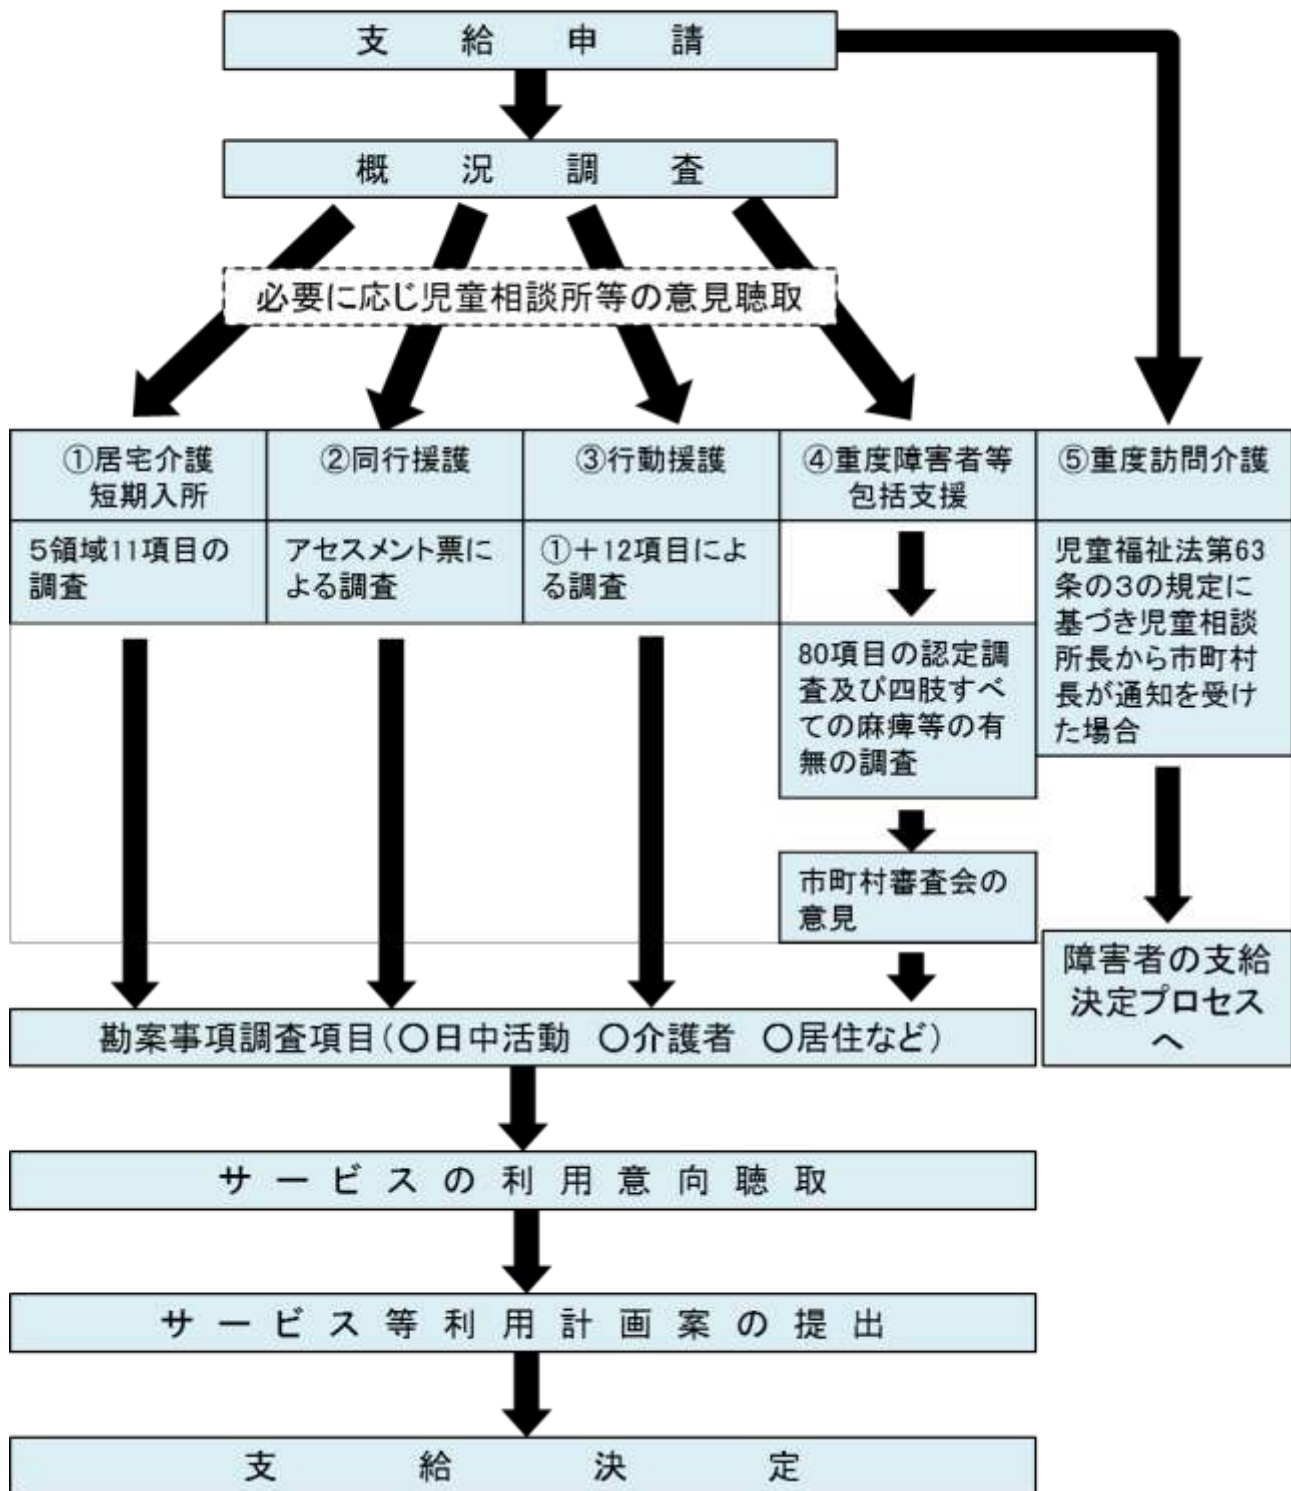 支給申請
概況調査
必要に応じ児童相談所等の意見聴取
①居宅介護
短期入所
5領域11項目の
調査
②同行援護
アセスメント票に
よる調査
③行動援護
①＋12項目によ
る調査
④重度障害者等
包括支援
80項目の認定調
査及び四肢すべ
ての麻痺等の有
無の調査
市町村審査会の
意見
⑤重度訪問介護
児童福祉法第63
条の3の規定に
基づき児童相談
所長から市町村
長が通知を受け
た場合
障害者の支給
決定プロセス
へ
勘案事項調査項目（〇日中活動　〇介護者　〇居住など）
サービスの利用意向聴取
サービス等利用計画案の提出
支給決定